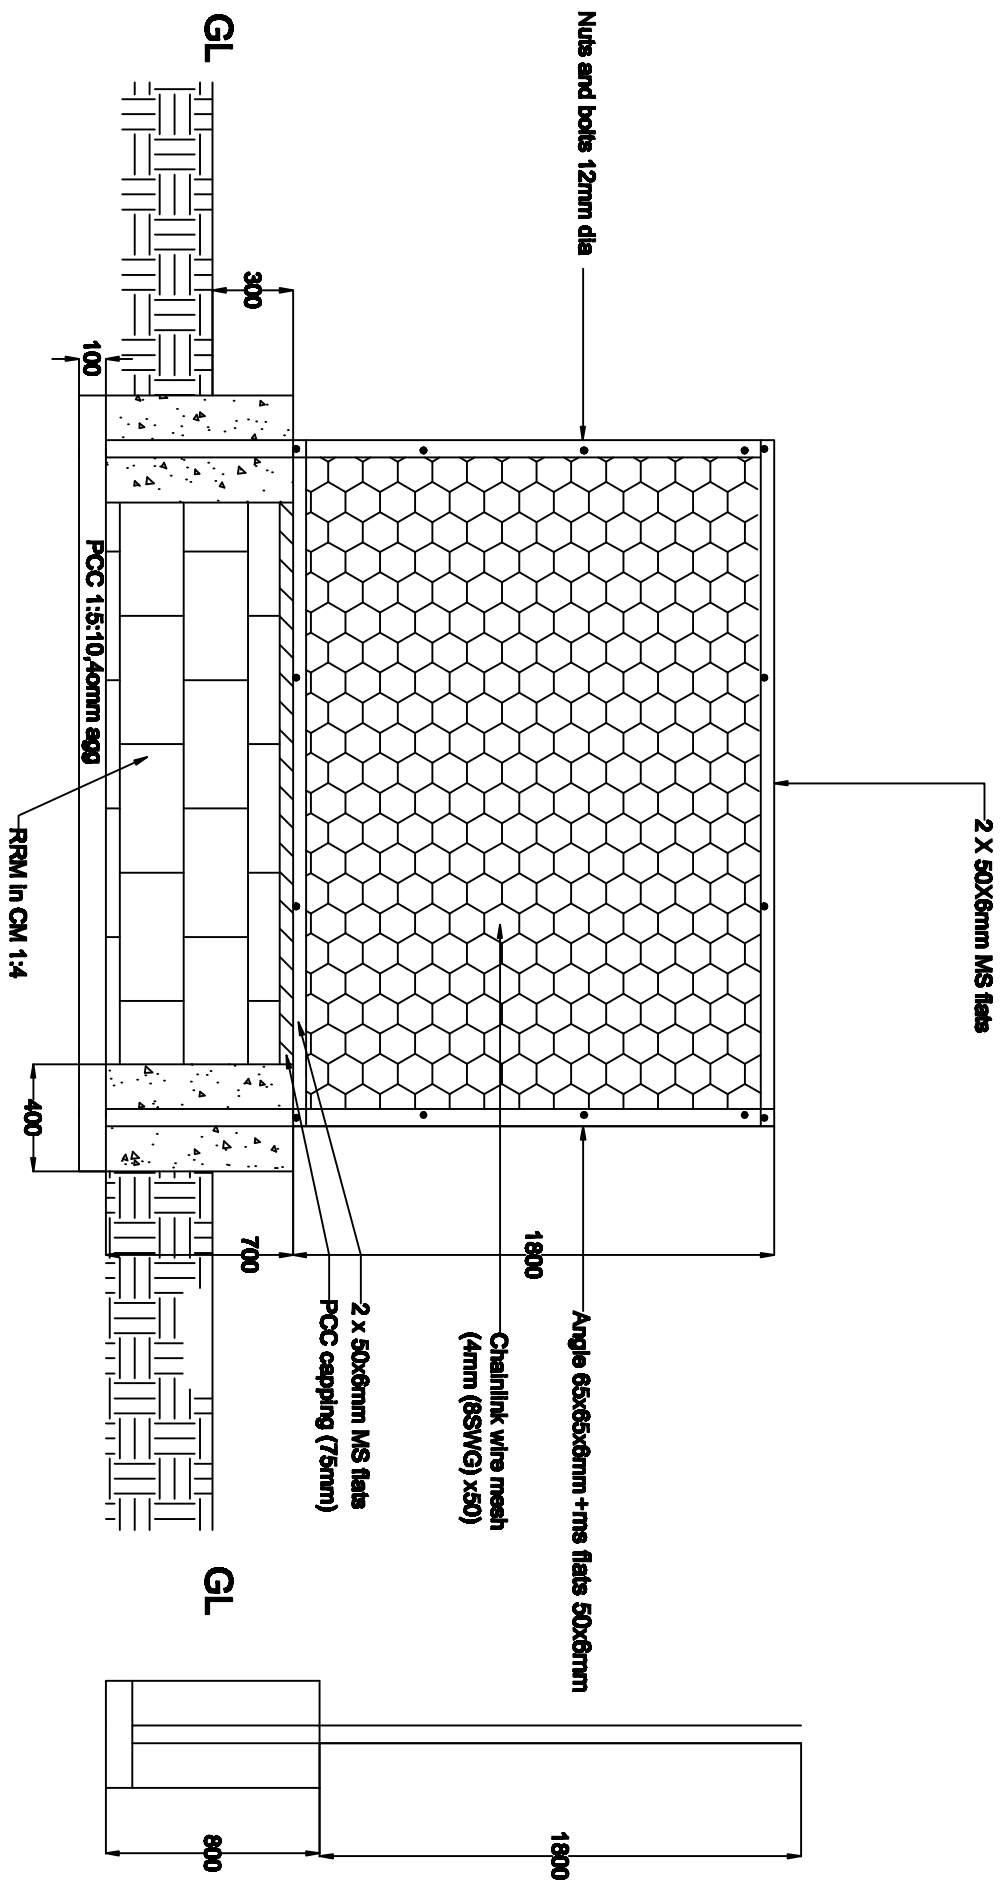 2 X 50X6mm MS flats
Nuts and bolts 12mm dia
GL
300
100
PCC 1:5:10,4omm agg
RRM in CM 1:4
400
700
1800
Angle 65x65x6mm+ms flats 50x6mm
Chainlink wire mesh
(4mm (8SWG) x50)
2 x 50x6mm MS flats
PCC capping (75mm)
GL
1800
800